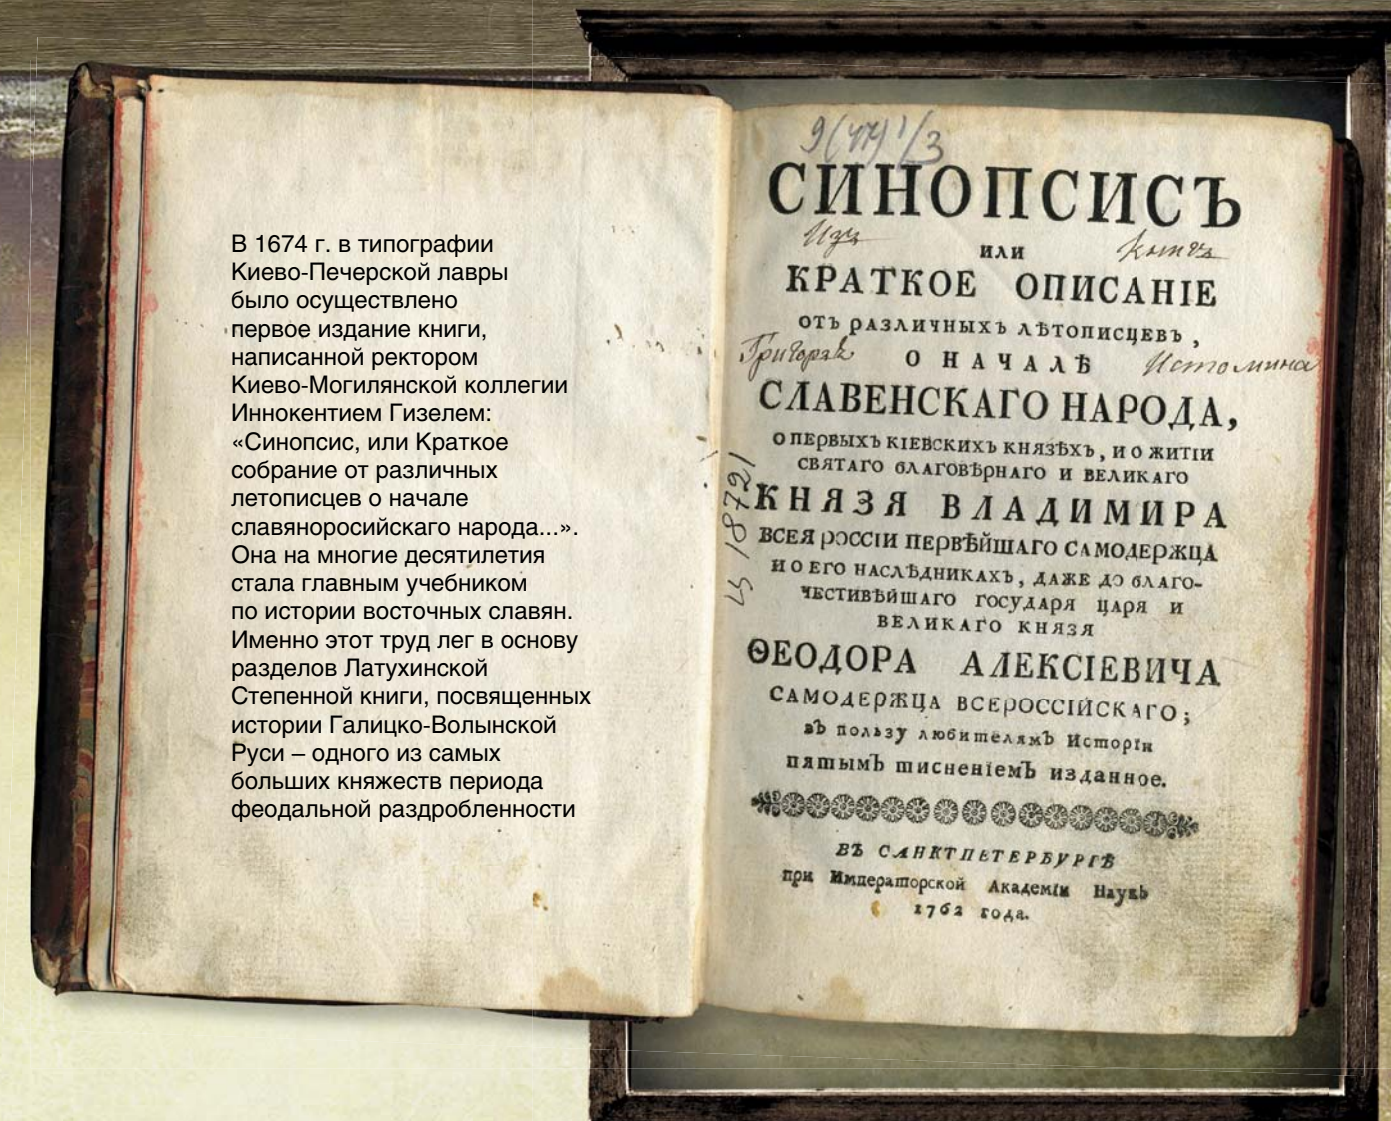 В 1674 г. в типографии
Киево-Печерской лавры
было осуществлено
первое издание книги,
написанной ректором
Киево-Могилянской коллегии
Иннокентием Гизелем:
«Синопсис, или Краткое
собрание от различных
летописцев о начале
славяноросийскаго народа...».
Она на многие десятилетия
стала главным учебником
по истории восточных славян.
Именно этот труд лег в основу
разделов Латухинской
Степенной книги, посвященных
истории Галицко-Волынской
Руси – одного из самых
больших княжеств периода
феодальной раздробленности
9(47)1/3
СИНОПСИСЪ
Изъ или книгъ
КРАТКОЕ ОПИСАНІЕ
ОТЪ РАЗЛИЧНЫХЪ ЛѢТОПИСЦЕВЪ,
О НАЧАЛѢ
Истомина
СЛАВЕНСКАГО НАРОДА,
О ПЕРВЫХЪ КІЕВСКИХЪ КНЯЗѢХЪ, И О ЖИТІИ
СВЯТАГО БЛАГОВѢРНАГО И ВЕЛИКАГО
КНЯЗЯ ВЛАДИМИРА
ВСЕЯ РОССІИ ПЕРВѢЙШАГО САМОДЕРЖЦА
И О ЕГО НАСЛѢДНИКАХЪ, ДАЖЕ ДО БЛАГО-
ЧЕСТИВѢЙШАГО ГОСУДАРЯ ЦАРЯ И
ВЕЛИКАГО КНЯЗЯ
ѲЕОДОРА АЛЕКСІЕВИЧА
САМОДЕРЖЦА ВСЕРОССІЙСКАГО;
въ пользу любителямъ Исторіи
пятымъ тисненіемъ изданное.
ВЪ САНКТПЕТЕРБУРГѢ
при Императорской Академіи Наукъ
1762 года.
18721